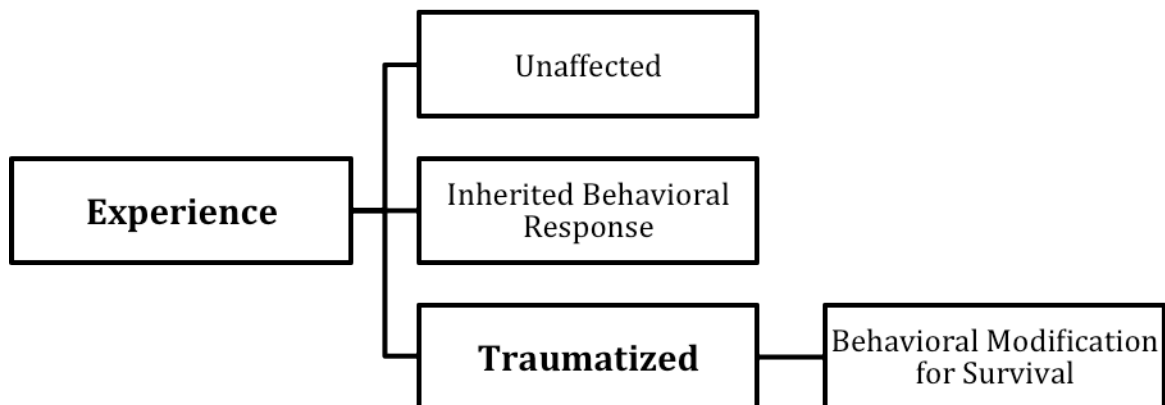 Unaffected
Experience
Inherited Behavioral
Response
Traumatized
Behavioral Modification
for Survival